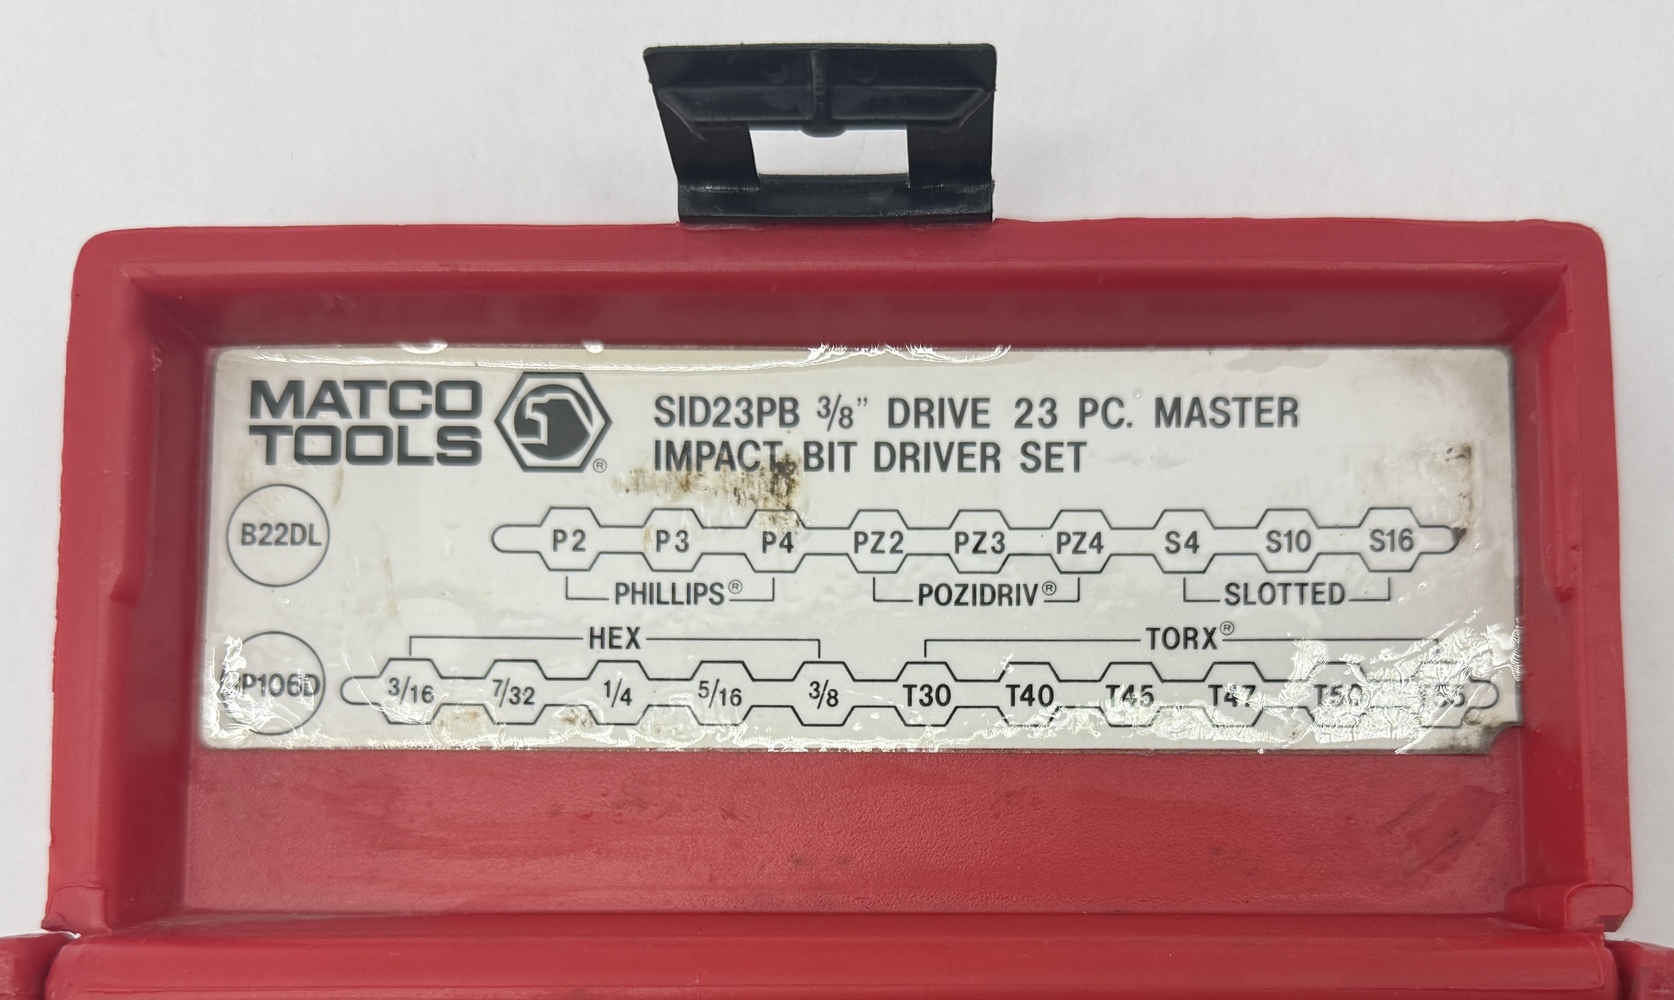 MATCO
TOOLS®
SID23PB 3/8” DRIVE 23 PC. MASTER
IMPACT BIT DRIVER SET
B22DL P2 P3 P4 PZ2 PZ3 PZ4 S4 S10 S16
PHILLIPS® POZIDRIV® SLOTTED
HEX TORX®
P106D 3/16 7/32 1/4 5/16 3/8 T30 T40 T45 T47 T50